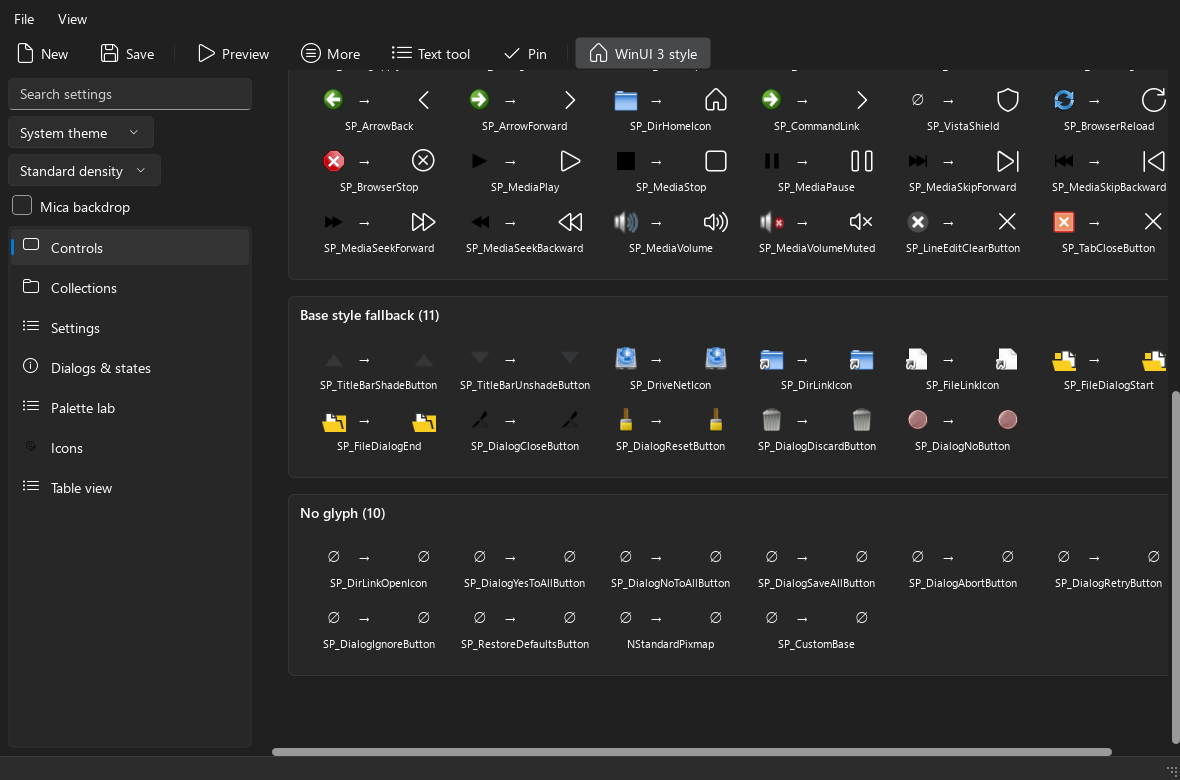 File View
New Save Preview More Text tool Pin WinUI 3 style
Search settings
System theme
Standard density
Mica backdrop
Controls
Collections
Settings
Dialogs & states
Palette lab
Icons
Table view
SP_ArrowBack SP_ArrowForward SP_DirHomeIcon SP_CommandLink SP_VistaShield SP_BrowserReload
SP_BrowserStop SP_MediaPlay SP_MediaStop SP_MediaPause SP_MediaSkipForward SP_MediaSkipBackward
SP_MediaSeekForward SP_MediaSeekBackward SP_MediaVolume SP_MediaVolumeMuted SP_LineEditClearButton SP_TabCloseButton
Base style fallback (11)
SP_TitleBarShadeButton SP_TitleBarUnshadeButton SP_DriveNetIcon SP_DirLinkIcon SP_FileLinkIcon SP_FileDialogStart
SP_FileDialogEnd SP_DialogCloseButton SP_DialogResetButton SP_DialogDiscardButton SP_DialogNoButton
No glyph (10)
SP_DirLinkOpenIcon SP_DialogYesToAllButton SP_DialogNoToAllButton SP_DialogSaveAllButton SP_DialogAbortButton SP_DialogRetryButton
SP_DialogIgnoreButton SP_RestoreDefaultsButton NStandardPixmap SP_CustomBase